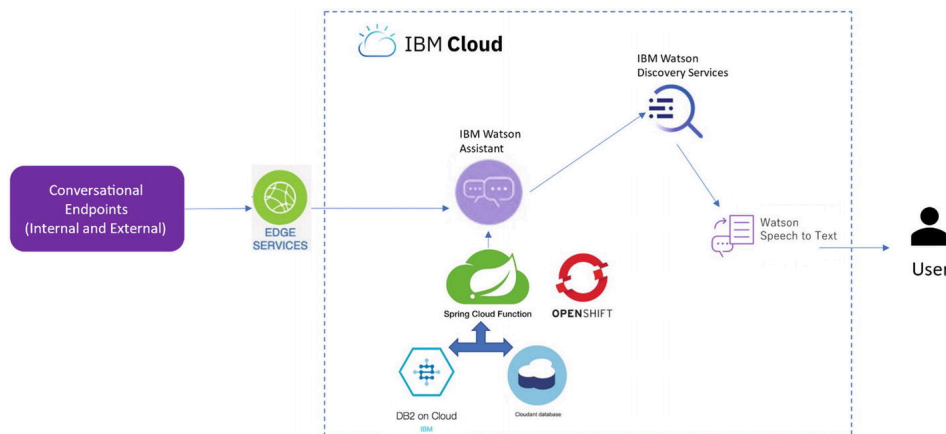 IBM Cloud
IBM Watson
Discovery Services
IBM Watson
Assistant
Conversational
Endpoints
(Internal and External)
EDGE
SERVICES
Watson
Speech to Text
User
Spring Cloud Function
OPENSHIFT
DB2 on Cloud
IBM
Cloudant database